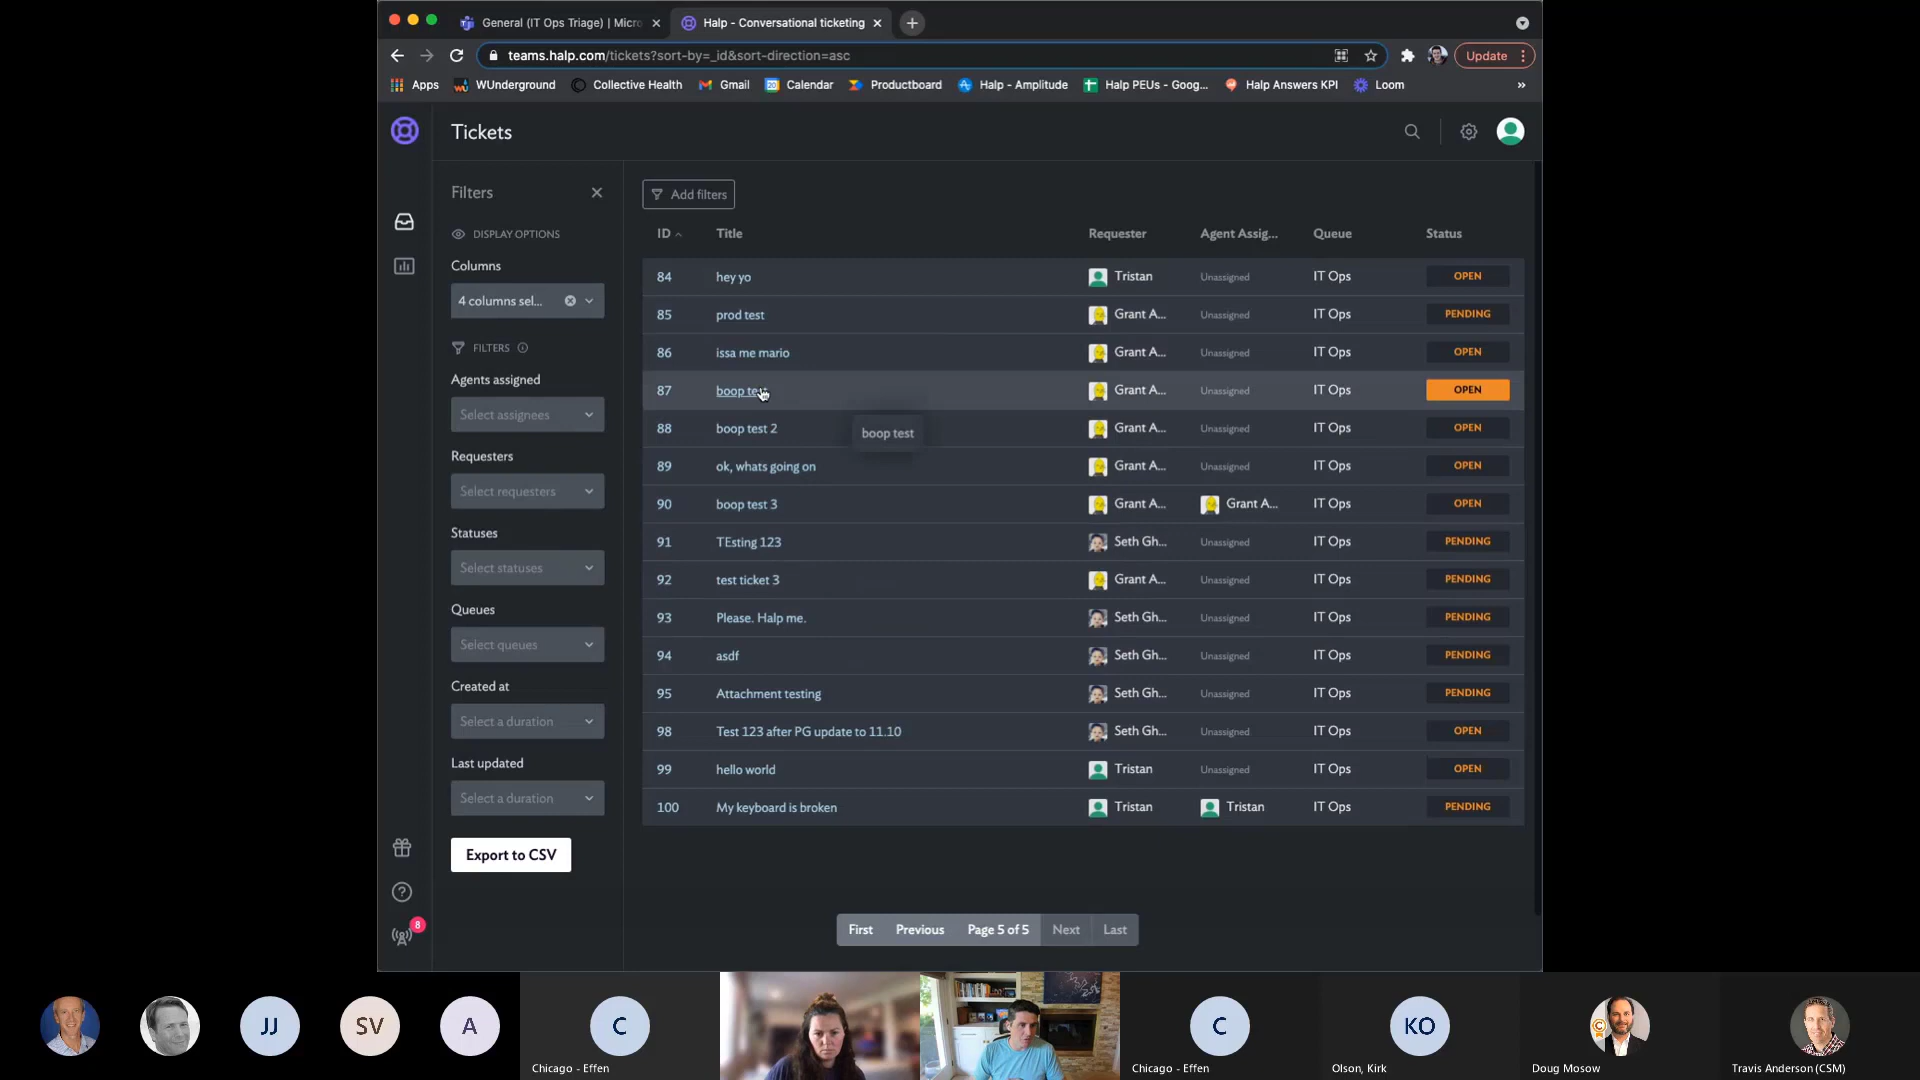 General (IT Ops Triage) | Micro
Halp - Conversational ticketing
teams.halp.com/tickets?sort-by=_id&sort-direction=asc
Update
Apps
WUnderground
Collective Health
Gmail
Calendar
Productboard
Halp - Amplitude
Halp PEUs - Goog...
Halp Answers KPI
Loom
»
Tickets
Filters
DISPLAY OPTIONS
Columns
4 columns sel...
FILTERS
Agents assigned
Select assignees
Requesters
Select requesters
Statuses
Select statuses
Queues
Select queues
Created at
Select a duration
Last updated
Select a duration
Export to CSV
8
Add filters
ID Title Requester Agent Assig... Queue Status
84 hey yo Tristan Unassigned IT Ops OPEN
85 prod test Grant A... Unassigned IT Ops PENDING
86 issa me mario Grant A... Unassigned IT Ops OPEN
87 boop te Grant A... Unassigned IT Ops OPEN
88 boop test 2 Grant A... Unassigned IT Ops OPEN
boop test
89 ok, whats going on Grant A... Unassigned IT Ops OPEN
90 boop test 3 Grant A... Grant A... IT Ops OPEN
91 TEsting 123 Seth Gh... Unassigned IT Ops PENDING
92 test ticket 3 Grant A... Unassigned IT Ops PENDING
93 Please. Halp me. Seth Gh... Unassigned IT Ops PENDING
94 asdf Seth Gh... Unassigned IT Ops PENDING
95 Attachment testing Seth Gh... Unassigned IT Ops PENDING
98 Test 123 after PG update to 11.10 Seth Gh... Unassigned IT Ops OPEN
99 hello world Tristan Unassigned IT Ops OPEN
100 My keyboard is broken Tristan Tristan IT Ops PENDING
First Previous Page 5 of 5 Next Last
JJ
SV
A
C
Chicago - Effen
C
Chicago - Effen
KO
Olson, Kirk
Doug Mosow
Travis Anderson (CSM)